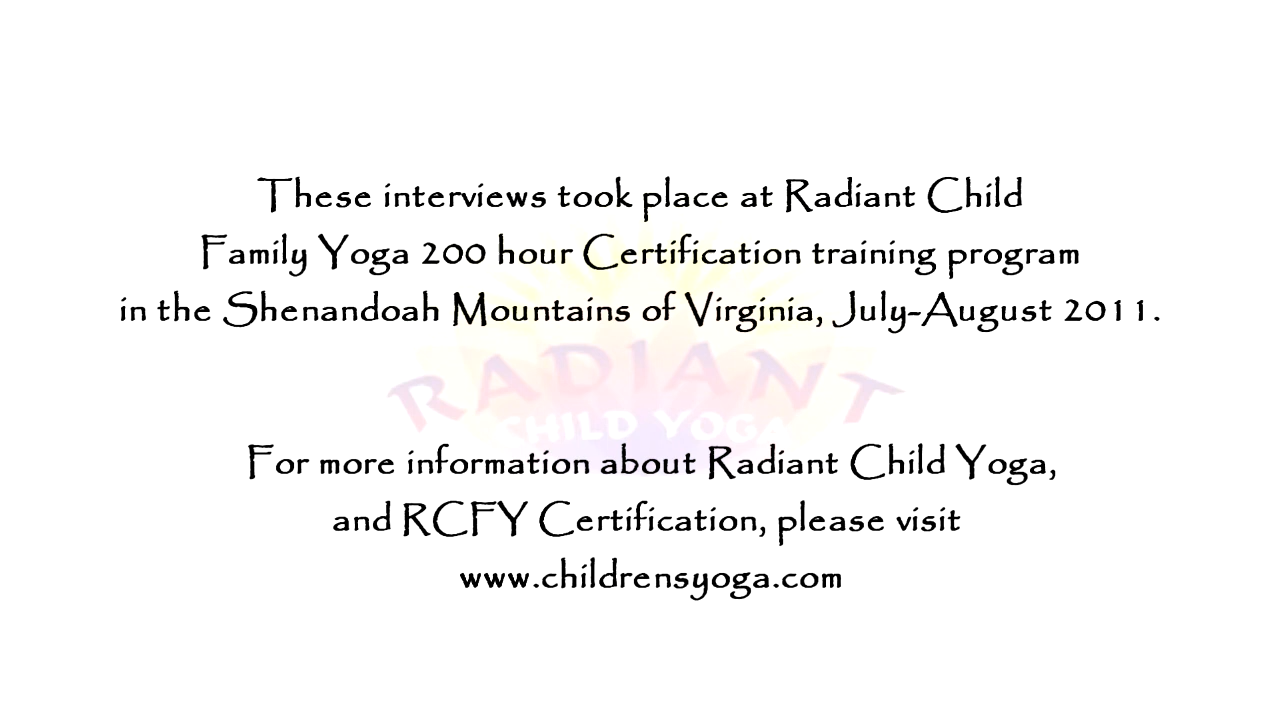 These interviews took place at Radiant Child
Family Yoga 200 hour Certification training program
in the Shenandoah Mountains of Virginia, July-August 2011.
RADIANT
CHILD YOGA
For more information about Radiant Child Yoga,
and RCFY Certification, please visit
www.childrensyoga.com